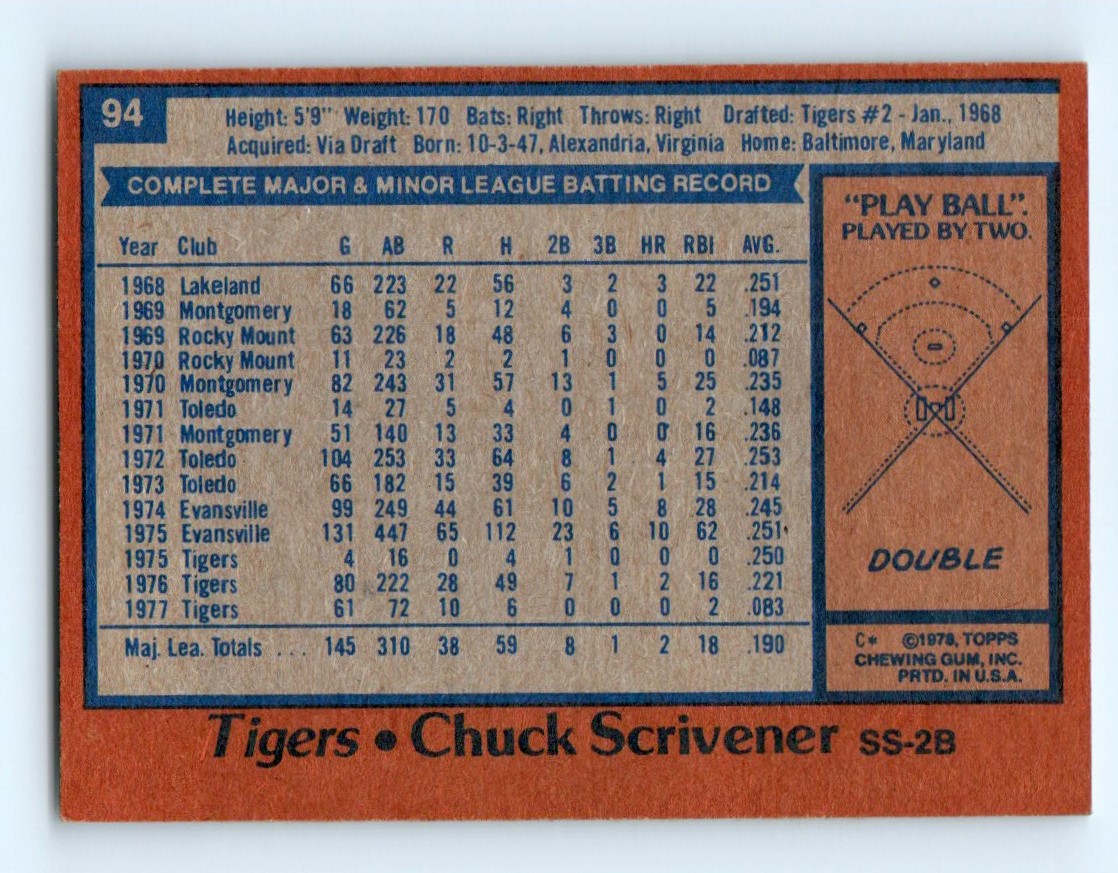 94
Height: 5'9" Weight: 170 Bats: Right Throws: Right Drafted: Tigers #2 - Jan., 1968
Acquired: Via Draft Born: 10-3-47, Alexandria, Virginia Home: Baltimore, Maryland
COMPLETE MAJOR & MINOR LEAGUE BATTING RECORD
Year Club G AB R H 2B 3B HR RBI AVG.
1968 Lakeland 66 223 22 56 3 2 3 22 .251
1969 Montgomery 18 62 5 12 4 0 0 5 .194
1969 Rocky Mount 63 226 18 48 6 3 0 14 .212
1970 Rocky Mount 11 23 2 2 1 0 0 0 .087
1970 Montgomery 82 243 31 57 13 1 5 25 .235
1971 Toledo 14 27 5 4 0 1 0 2 .148
1971 Montgomery 51 140 13 33 4 0 0 16 .236
1972 Toledo 104 253 33 64 8 1 4 27 .253
1973 Toledo 66 182 15 39 6 2 1 15 .214
1974 Evansville 99 249 44 61 10 5 8 28 .245
1975 Evansville 131 447 65 112 23 6 10 62 .251
1975 Tigers 4 16 0 4 1 0 0 0 .250
1976 Tigers 80 222 28 49 7 1 2 16 .221
1977 Tigers 61 72 10 6 0 0 0 2 .083
Maj. Lea. Totals ... 145 310 38 59 8 1 2 18 .190
"PLAY BALL".
PLAYED BY TWO.
DOUBLE
C* ©1978, TOPPS
CHEWING GUM, INC.
PRTD. IN U.S.A.
Tigers • Chuck Scrivener SS-2B